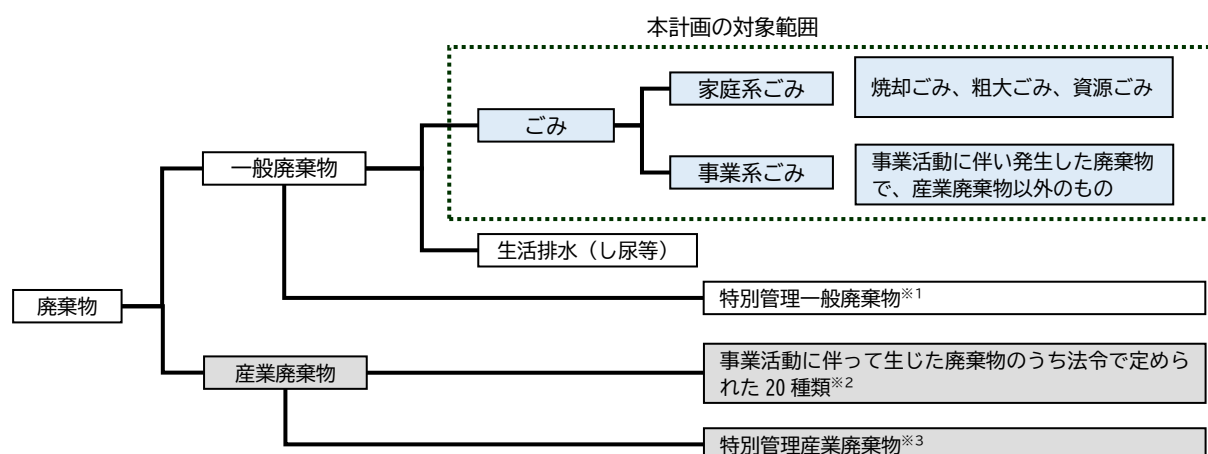 本計画の対象範囲
家庭系ごみ
焼却ごみ、粗大ごみ、資源ごみ
ごみ
一般廃棄物
事業系ごみ
事業活動に伴い発生した廃棄物
で、産業廃棄物以外のもの
生活排水（し尿等）
廃棄物
特別管理一般廃棄物※1
産業廃棄物
事業活動に伴って生じた廃棄物のうち法令で定めら
れた 20 種類※2
特別管理産業廃棄物※3